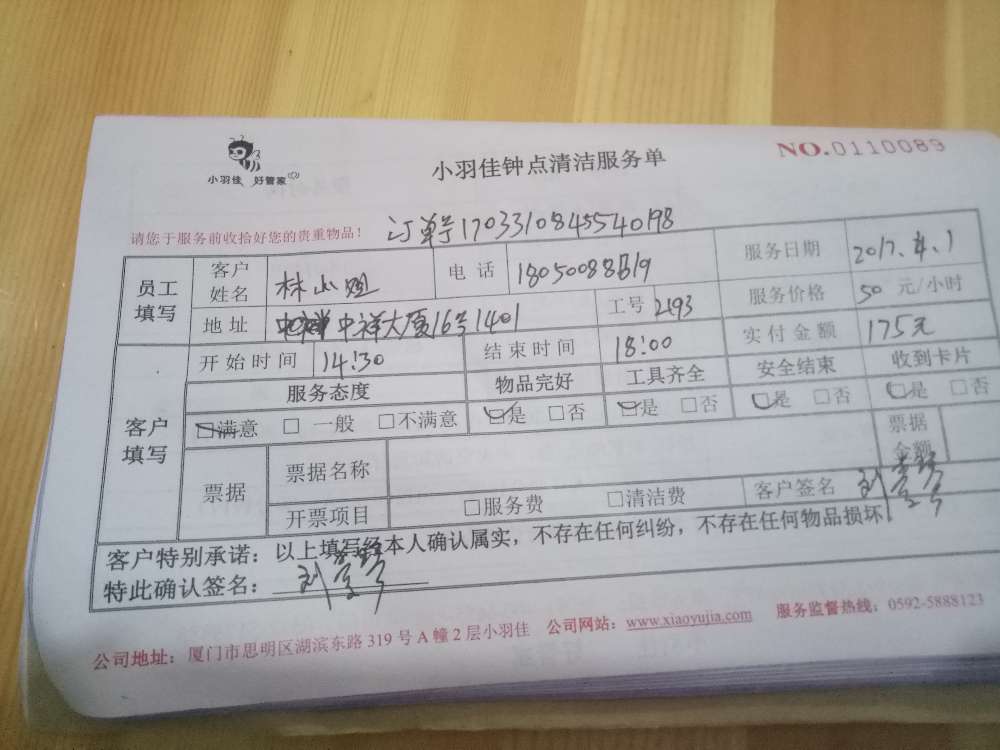 小羽佳 好管家
小羽佳钟点清洁服务单
NO.0110089
请您于服务前收拾好您的贵重物品！ 订单号17033108455740198
员工填写 客户姓名 林小姐 电话 服务日期 2017.4.1
地址 中祥大厦16号1401 工号 2193 服务价格 50 元/小时
客户填写 开始时间 14:30 结束时间 18:00 实付金额 175元
服务态度 物品完好 工具齐全 安全结束 收到卡片
□满意 □一般 □不满意 □是 □否 □是 □否 □是 □否 □是 □否
票据 票据名称 票据金额
开票项目 □服务费 □清洁费 客户签名 刘
客户特别承诺：以上填写经本人确认属实，不存在任何纠纷，不存在任何物品损坏
特此确认签名： 刘
公司地址：厦门市思明区湖滨东路 319 号 A 幢 2 层小羽佳 公司网站：www.xiaoyujia.com 服务监督热线：0592-5888123